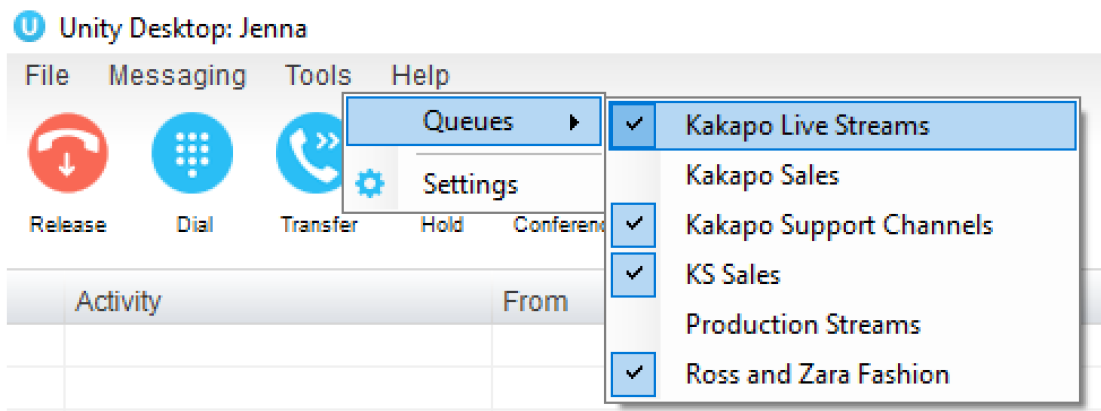 U Unity Desktop: Jenna
File Messaging Tools Help
Queues
Settings
Kakapo Live Streams
Kakapo Sales
Kakapo Support Channels
KS Sales
Production Streams
Ross and Zara Fashion
Release Dial Transfer Hold Conferenc
Activity From